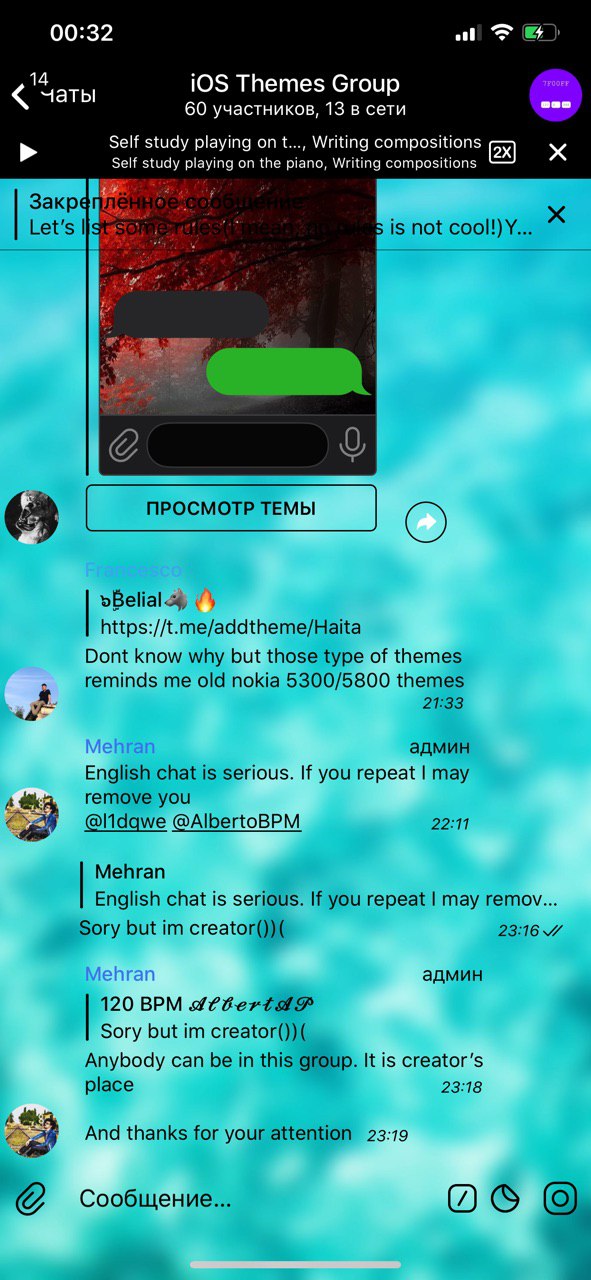 00:32
14
Чаты
iOS Themes Group
60 участников, 13 в сети
7F00FF
Self study playing on t..., Writing compositions
Self study playing on the piano, Writing compositions
2X
Закреплённое сообщение
Let's list some rules(I mean, no rules is not cool!)Y...
ПРОСМОТР ТЕМЫ
Francesco
Belial🐺🔥
https://t.me/addtheme/Haita
Dont know why but those type of themes
reminds me old nokia 5300/5800 themes
21:33
Mehran админ
English chat is serious. If you repeat I may
remove you
@l1dqwe @AlbertoBPM 22:11
Mehran
English chat is serious. If you repeat I may remov...
Sory but im creator())( 23:16
Mehran админ
120 BPM 𝓐𝓵𝓫𝓮𝓻𝓽𝓐𝓟
Sory but im creator())(
Anybody can be in this group. It is creator's
place 23:18
And thanks for your attention 23:19
Сообщение...